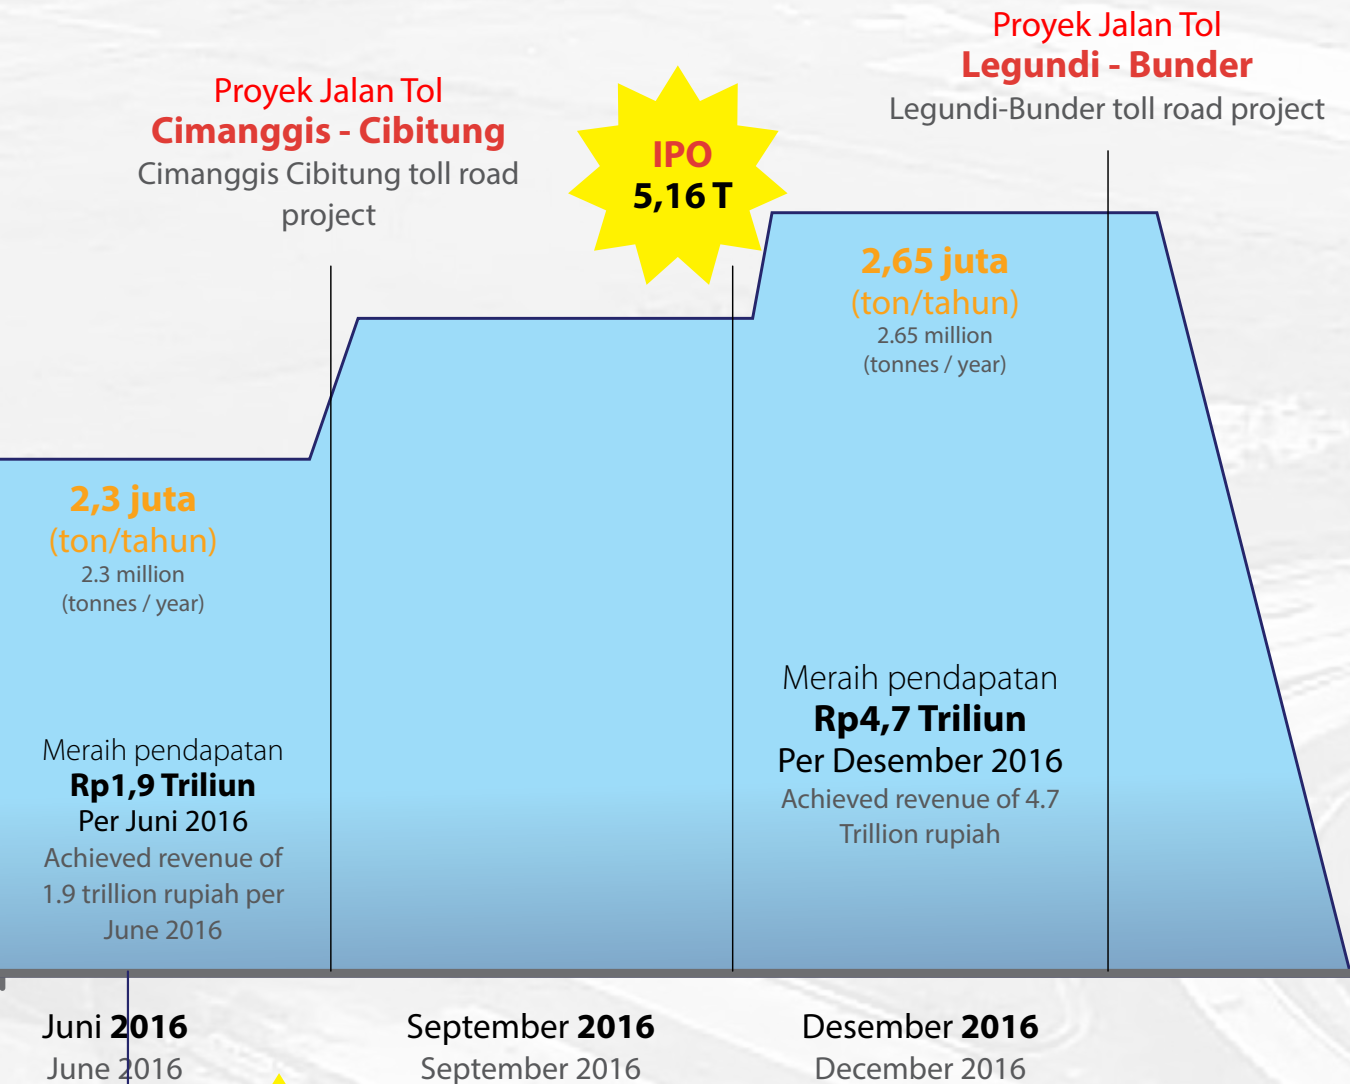 Proyek Jalan Tol
Legundi - Bunder
Legundi-Bunder toll road project
Proyek Jalan Tol
Cimanggis - Cibitung
Cimanggis Cibitung toll road
project
IPO
5,16 T
2,65 juta
(ton/tahun)
2.65 million
(tonnes / year)
2,3 juta
(ton/tahun)
2.3 million
(tonnes / year)
Meraih pendapatan
Rp4,7 Triliun
Per Desember 2016
Achieved revenue of 4.7
Trillion rupiah
Meraih pendapatan
Rp1,9 Triliun
Per Juni 2016
Achieved revenue of
1.9 trillion rupiah per
June 2016
Juni 2016
June 2016
September 2016
September 2016
Desember 2016
December 2016